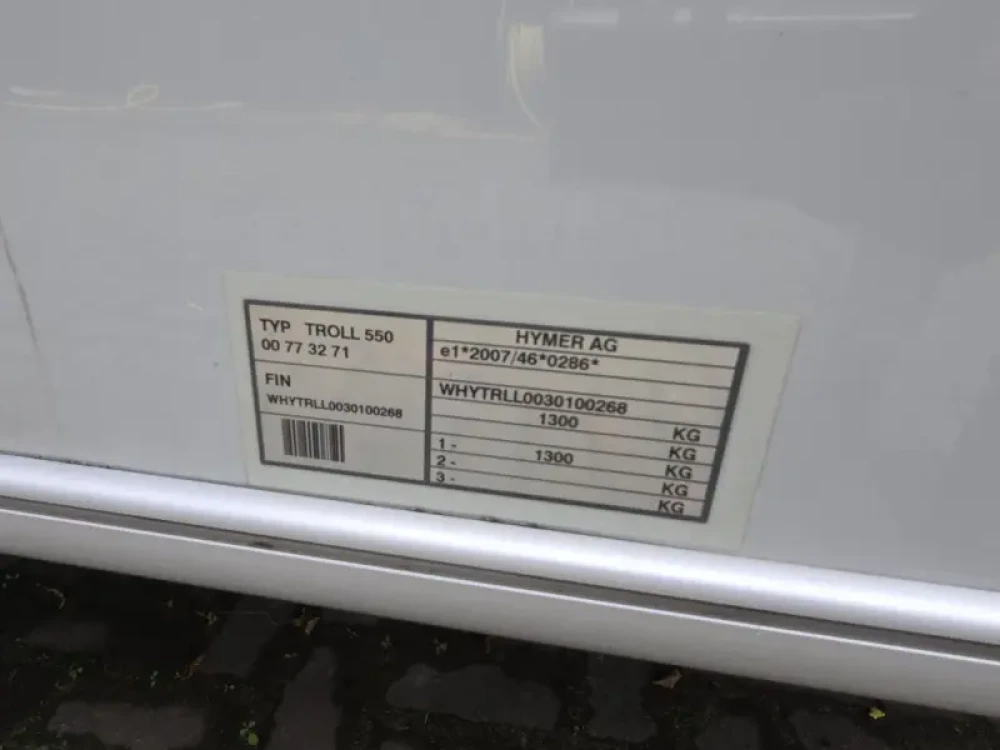 TYP TROLL 550
00 77 32 71
FIN
WHYTRLL0030100268
HYMER AG
e1*2007/46*0286*
WHYTRLL0030100268
1300 KG
KG
1 - 1300 KG
2 - KG
3 - KG